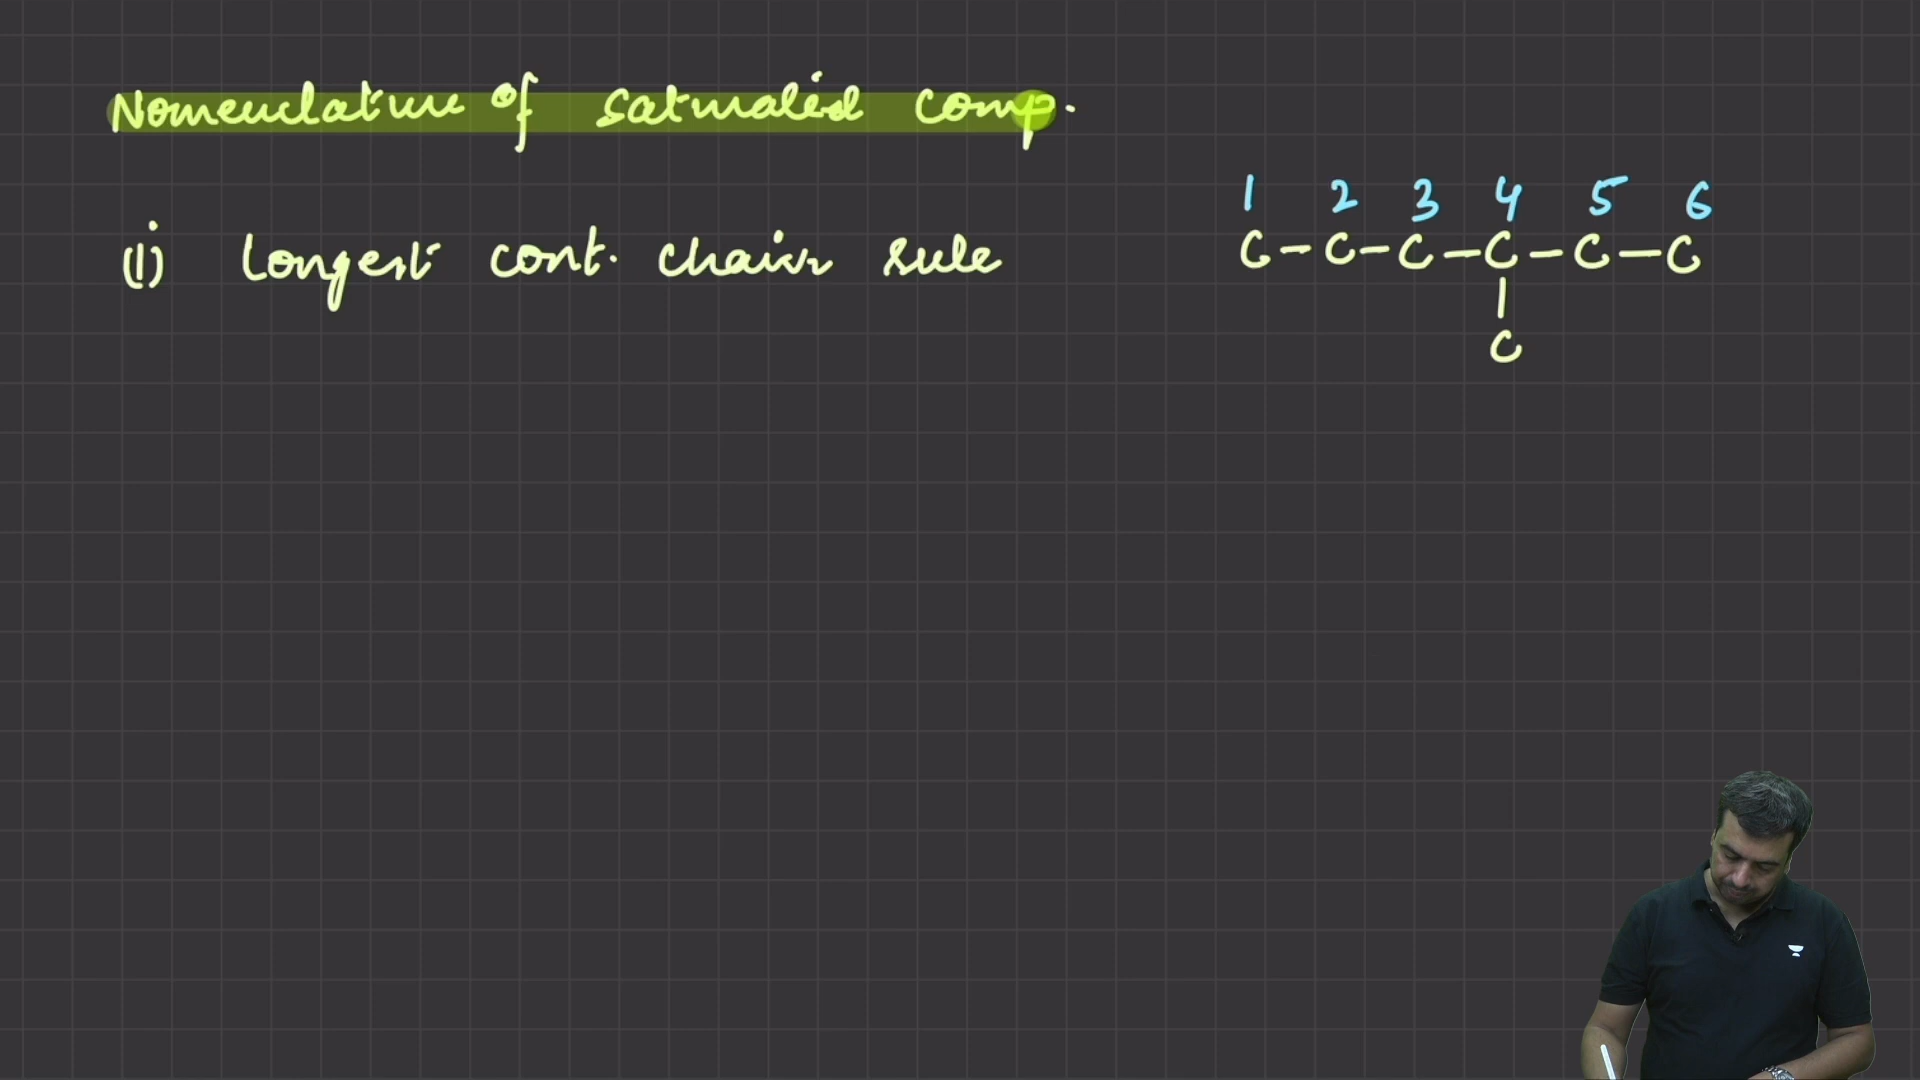 Nomenclature of saturated comp.
(i) Longest cont. chain rule
1 2 3 4 5 6
C-C-C-C-C-C
|
C